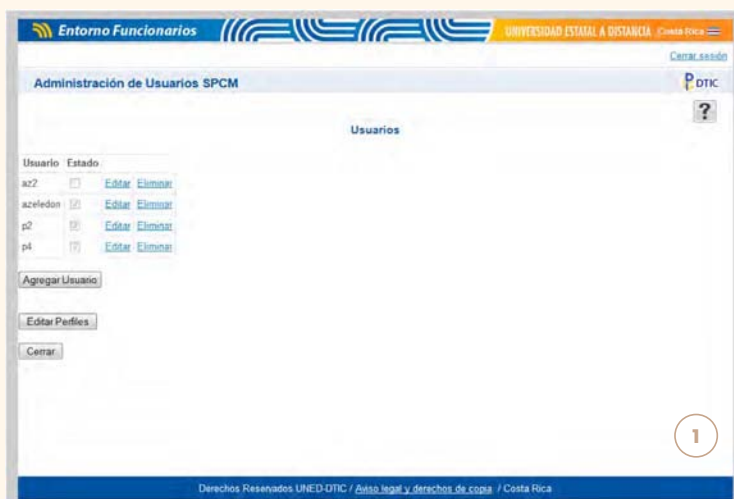 Entorno Funcionarios
UNIVERSIDAD ESTATAL A DISTANCIA Costa Rica
Cerrar sesión
Administración de Usuarios SPCM
DTIC
?
Usuarios
Usuario Estado
az2 Editar Eliminar
azeledon Editar Eliminar
p2 Editar Eliminar
p4 Editar Eliminar
Agregar Usuario
Editar Perfiles
Cerrar
1
Derechos Reservados UNED-DTIC / Aviso legal y derechos de copia / Costa Rica